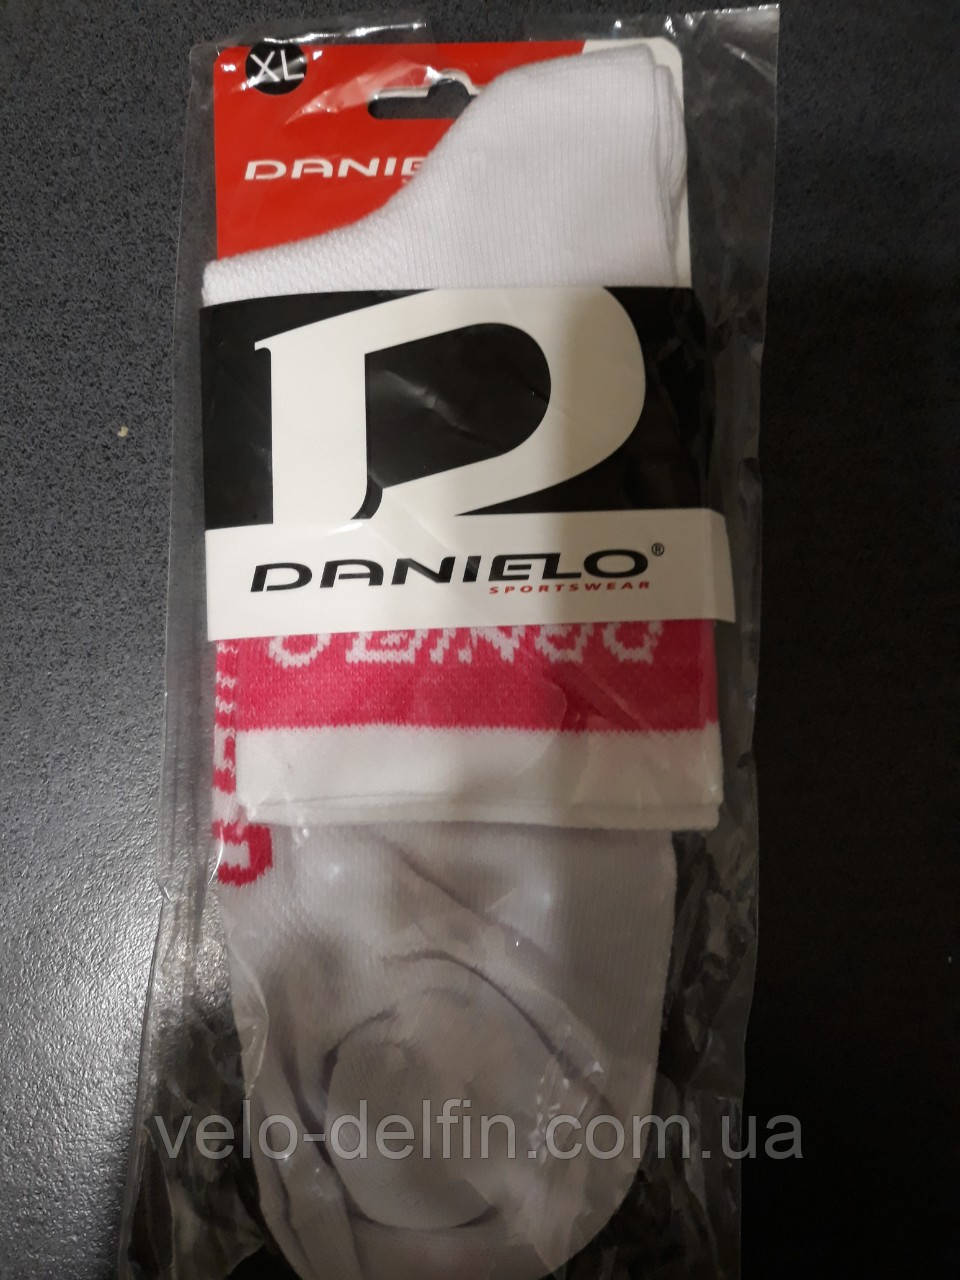 XL
DANIELO
DANIELO®
SPORTSWEAR
velo-delfin.com.ua